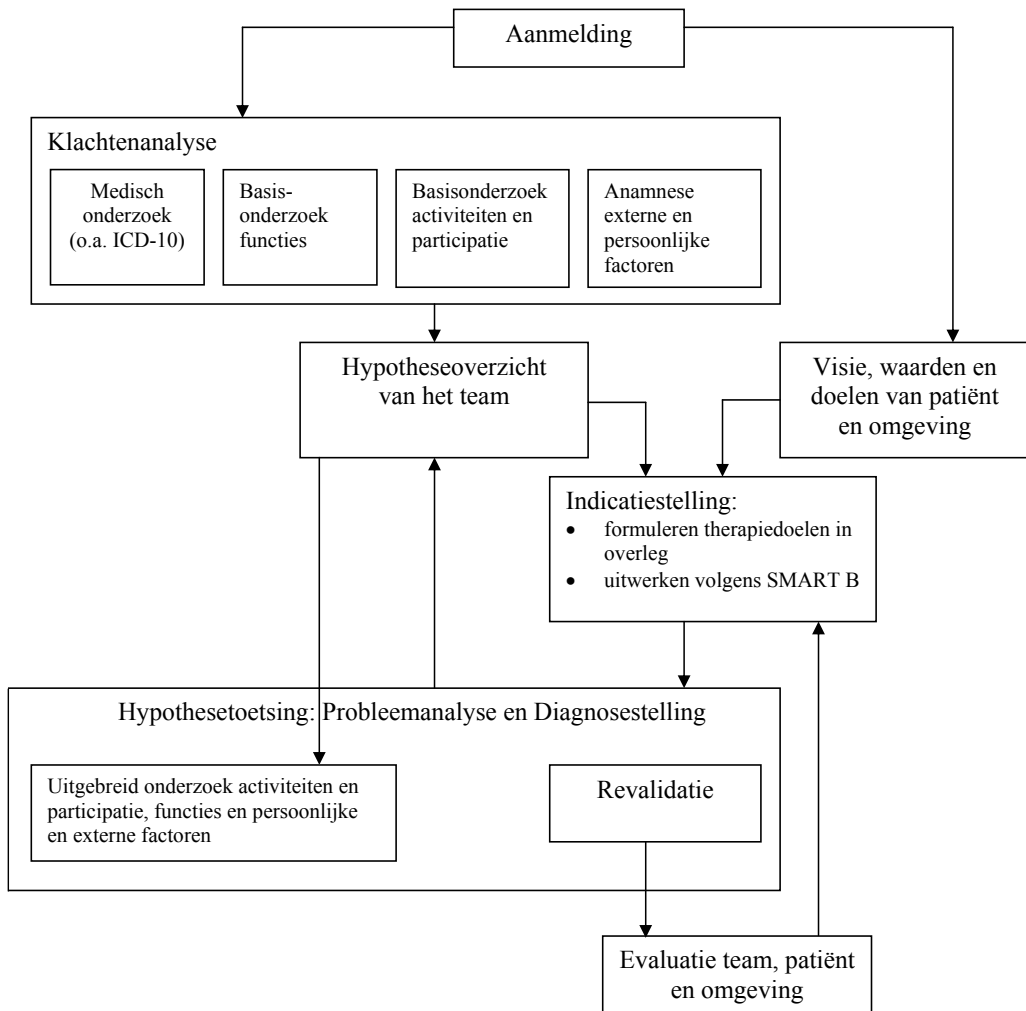 Aanmelding
Klachtenanalyse
Medisch
onderzoek
(o.a. ICD-10)
Basis-
onderzoek
functies
Basisonderzoek
activiteiten en
participatie
Anamnese
externe en
persoonlijke
factoren
Hypotheseoverzicht
van het team
Visie, waarden en
doelen van patiënt
en omgeving
Indicatiestelling:
• formuleren therapiedoelen in
overleg
• uitwerken volgens SMART B
Hypothesetoetsing: Probleemanalyse en Diagnosestelling
Uitgebreid onderzoek activiteiten en
participatie, functies en persoonlijke
en externe factoren
Revalidatie
Evaluatie team, patiënt
en omgeving